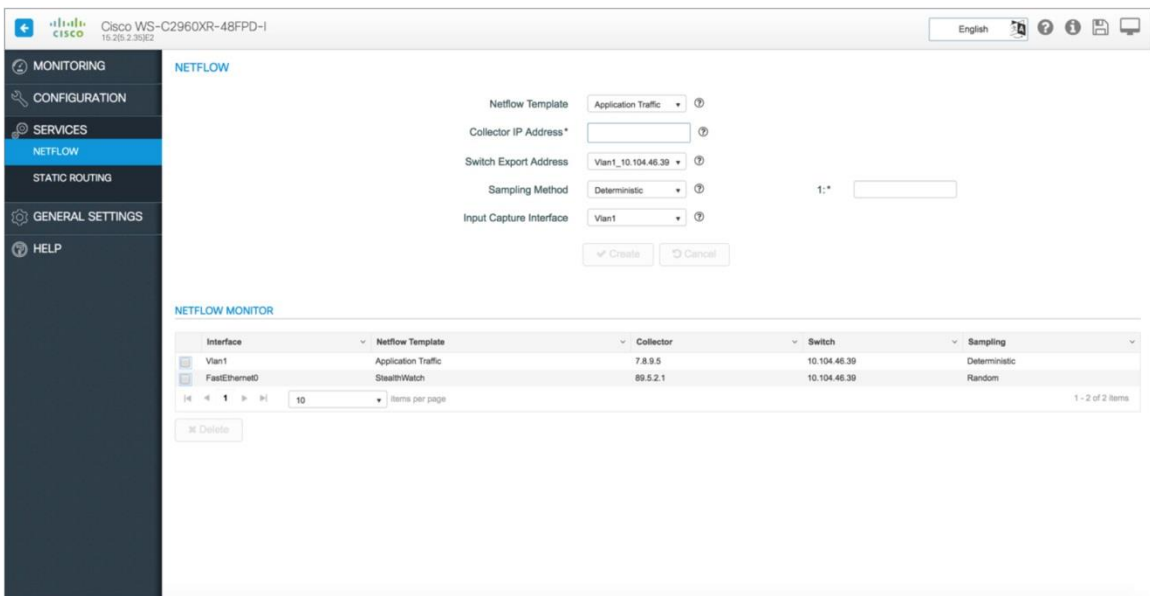 CISCO
Cisco WS-C2960XR-48FPD-I
15.2(5.2.35)E2
English
MONITORING
CONFIGURATION
SERVICES
NETFLOW
STATIC ROUTING
GENERAL SETTINGS
HELP
NETFLOW
Netflow Template Application Traffic
Collector IP Address*
Switch Export Address Vlan1_10.104.46.39
Sampling Method Deterministic 1:*
Input Capture Interface Vlan1
Create Cancel
NETFLOW MONITOR
Interface Netflow Template Collector Switch Sampling
Vlan1 Application Traffic 7.8.9.5 10.104.46.39 Deterministic
FastEthernet0 StealthWatch 89.5.2.1 10.104.46.39 Random
1 10 items per page 1 - 2 of 2 items
Delete